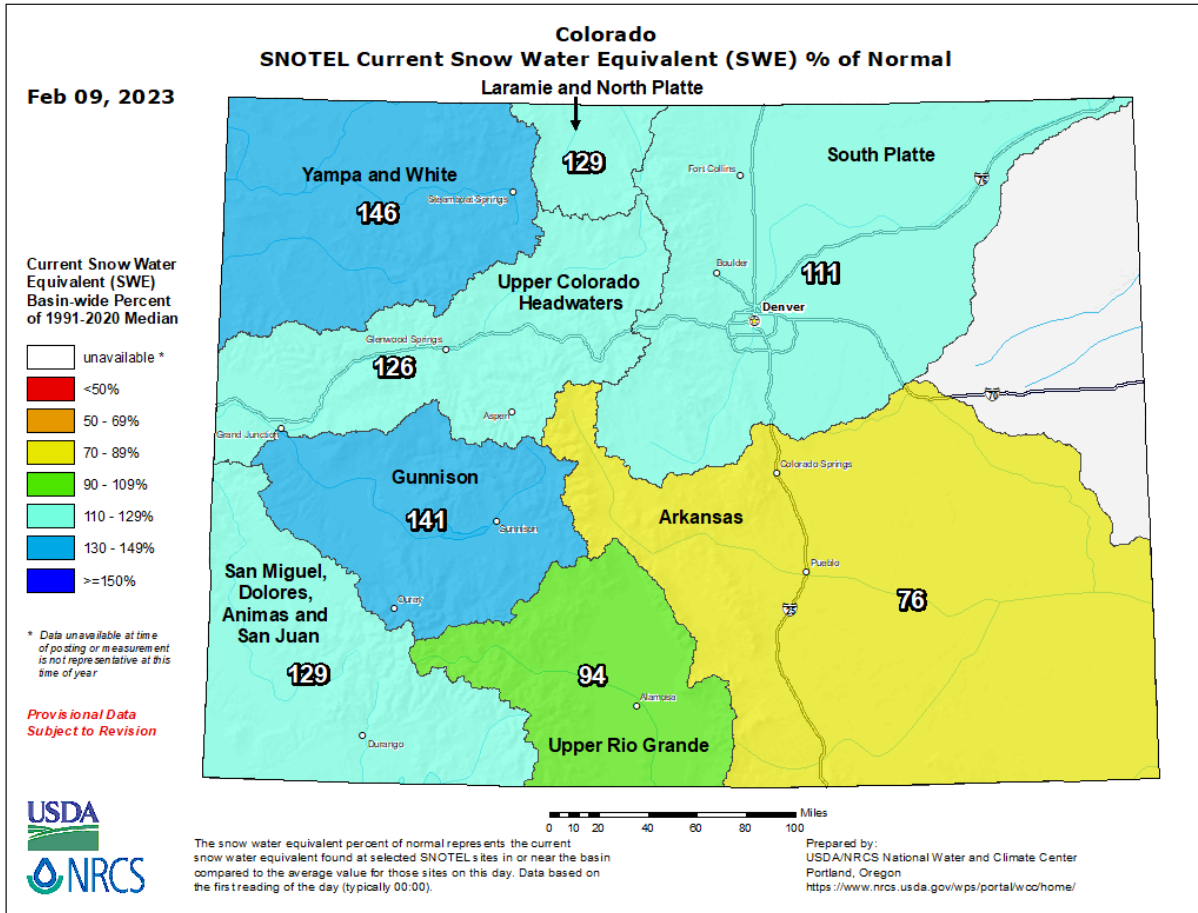 Colorado
SNOTEL Current Snow Water Equivalent (SWE) % of Normal
Feb 09, 2023
Laramie and North Platte
129
South Platte
Fort Collins
76
Yampa and White
146
Steamboat Springs
Upper Colorado
Headwaters
Boulder
111
Denver
Glenwood Springs
126
Aspen
70
Grand Junction
Gunnison
141
Gunnison
Colorado Springs
Arkansas
Pueblo
76
25
San Miguel,
Dolores,
Animas and
San Juan
129
Ouray
94
Alamosa
Durango
Upper Rio Grande
Current Snow Water
Equivalent (SWE)
Basin-wide Percent
of 1991-2020 Median
unavailable *
<50%
50 - 69%
70 - 89%
90 - 109%
110 - 129%
130 - 149%
>=150%
* Data unavailable at time
of posting or measurement
is not representative at this
time of year
Provisional Data
Subject to Revision
USDA
NRCS
Miles
0 10 20 40 60 80 100
The snow water equivalent percent of normal represents the current
snow water equivalent found at selected SNOTEL sites in or near the basin
compared to the average value for those sites on this day. Data based on
the first reading of the day (typically 00:00).
Prepared by:
USDA/NRCS National Water and Climate Center
Portland, Oregon
https://www.nrcs.usda.gov/wps/portal/wcc/home/